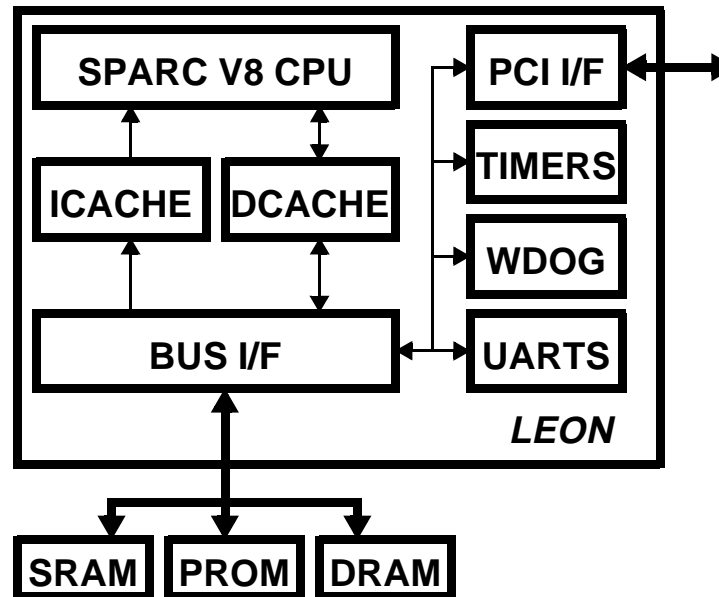 SPARC V8 CPU
PCI I/F
TIMERS
ICACHE
DCACHE
WDOG
BUS I/F
UARTS
LEON
SRAM
PROM
DRAM